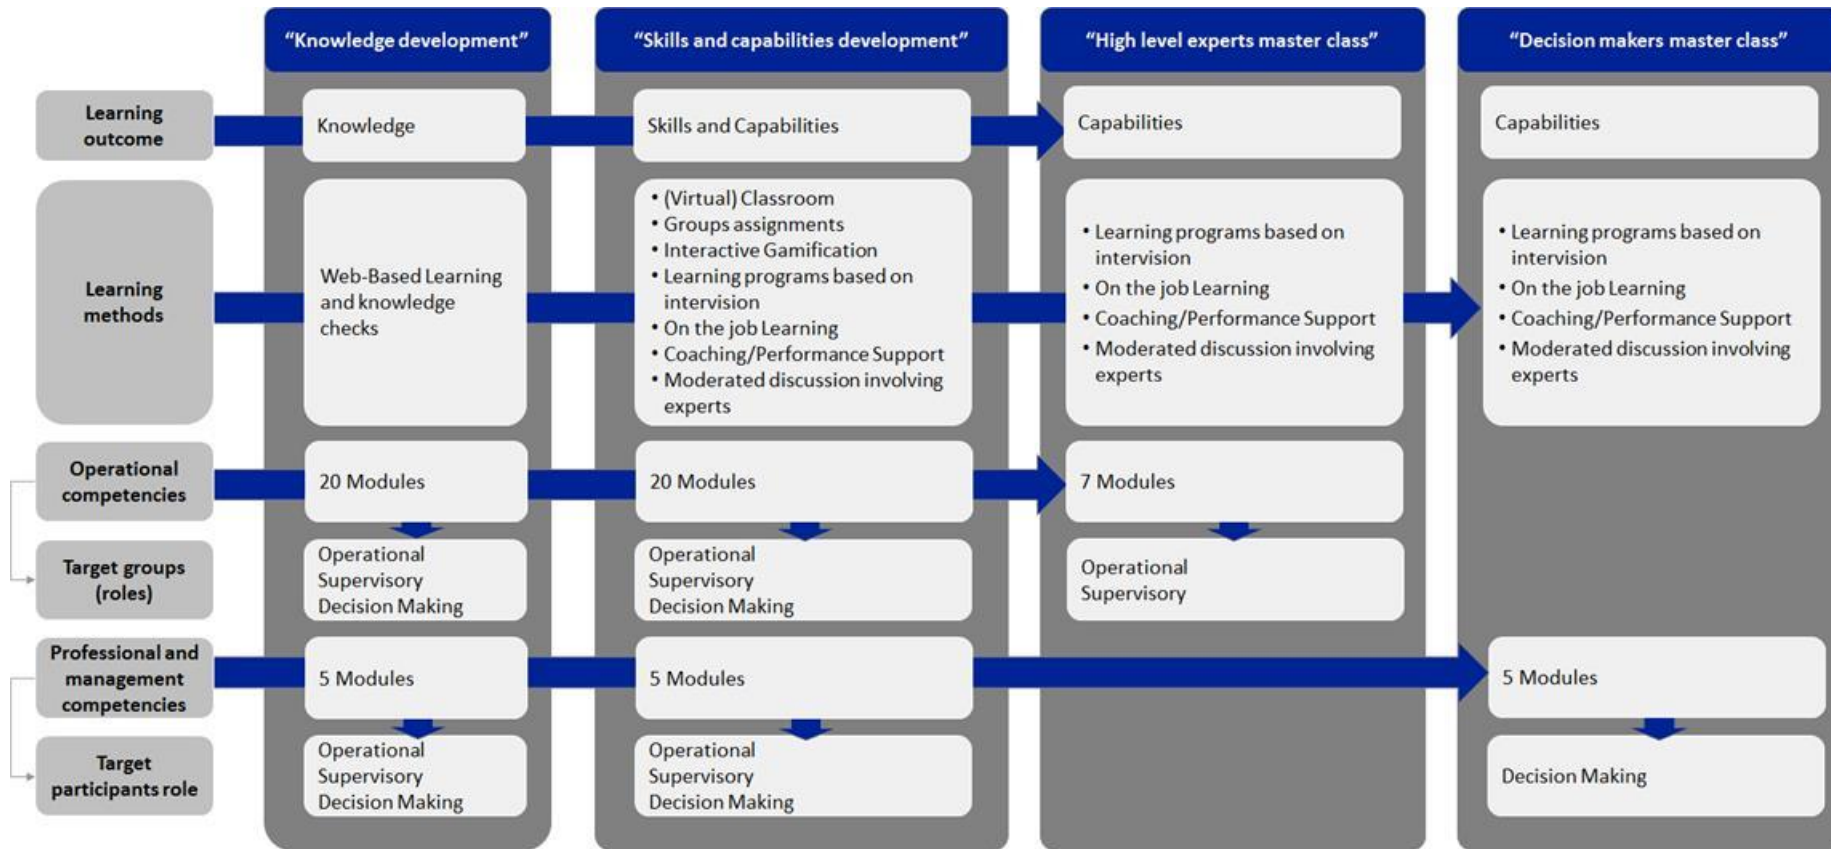 “Knowledge development”
“Skills and capabilities development”
“High level experts master class”
“Decision makers master class”
Learning
outcome
Knowledge
Skills and Capabilities
Capabilities
Capabilities
Learning
methods
Web-Based Learning
and knowledge
checks
• (Virtual) Classroom
• Groups assignments
• Interactive Gamification
• Learning programs based on
intervision
• On the job Learning
• Coaching/Performance Support
• Moderated discussion involving
experts
• Learning programs based on
intervision
• On the job Learning
• Coaching/Performance Support
• Moderated discussion involving
experts
• Learning programs based on
intervision
• On the job Learning
• Coaching/Performance Support
• Moderated discussion involving
experts
Operational
competencies
20 Modules
20 Modules
7 Modules
Target groups
(roles)
Operational
Supervisory
Decision Making
Operational
Supervisory
Decision Making
Operational
Supervisory
Professional and
management
competencies
5 Modules
5 Modules
5 Modules
Target
participants role
Operational
Supervisory
Decision Making
Operational
Supervisory
Decision Making
Decision Making